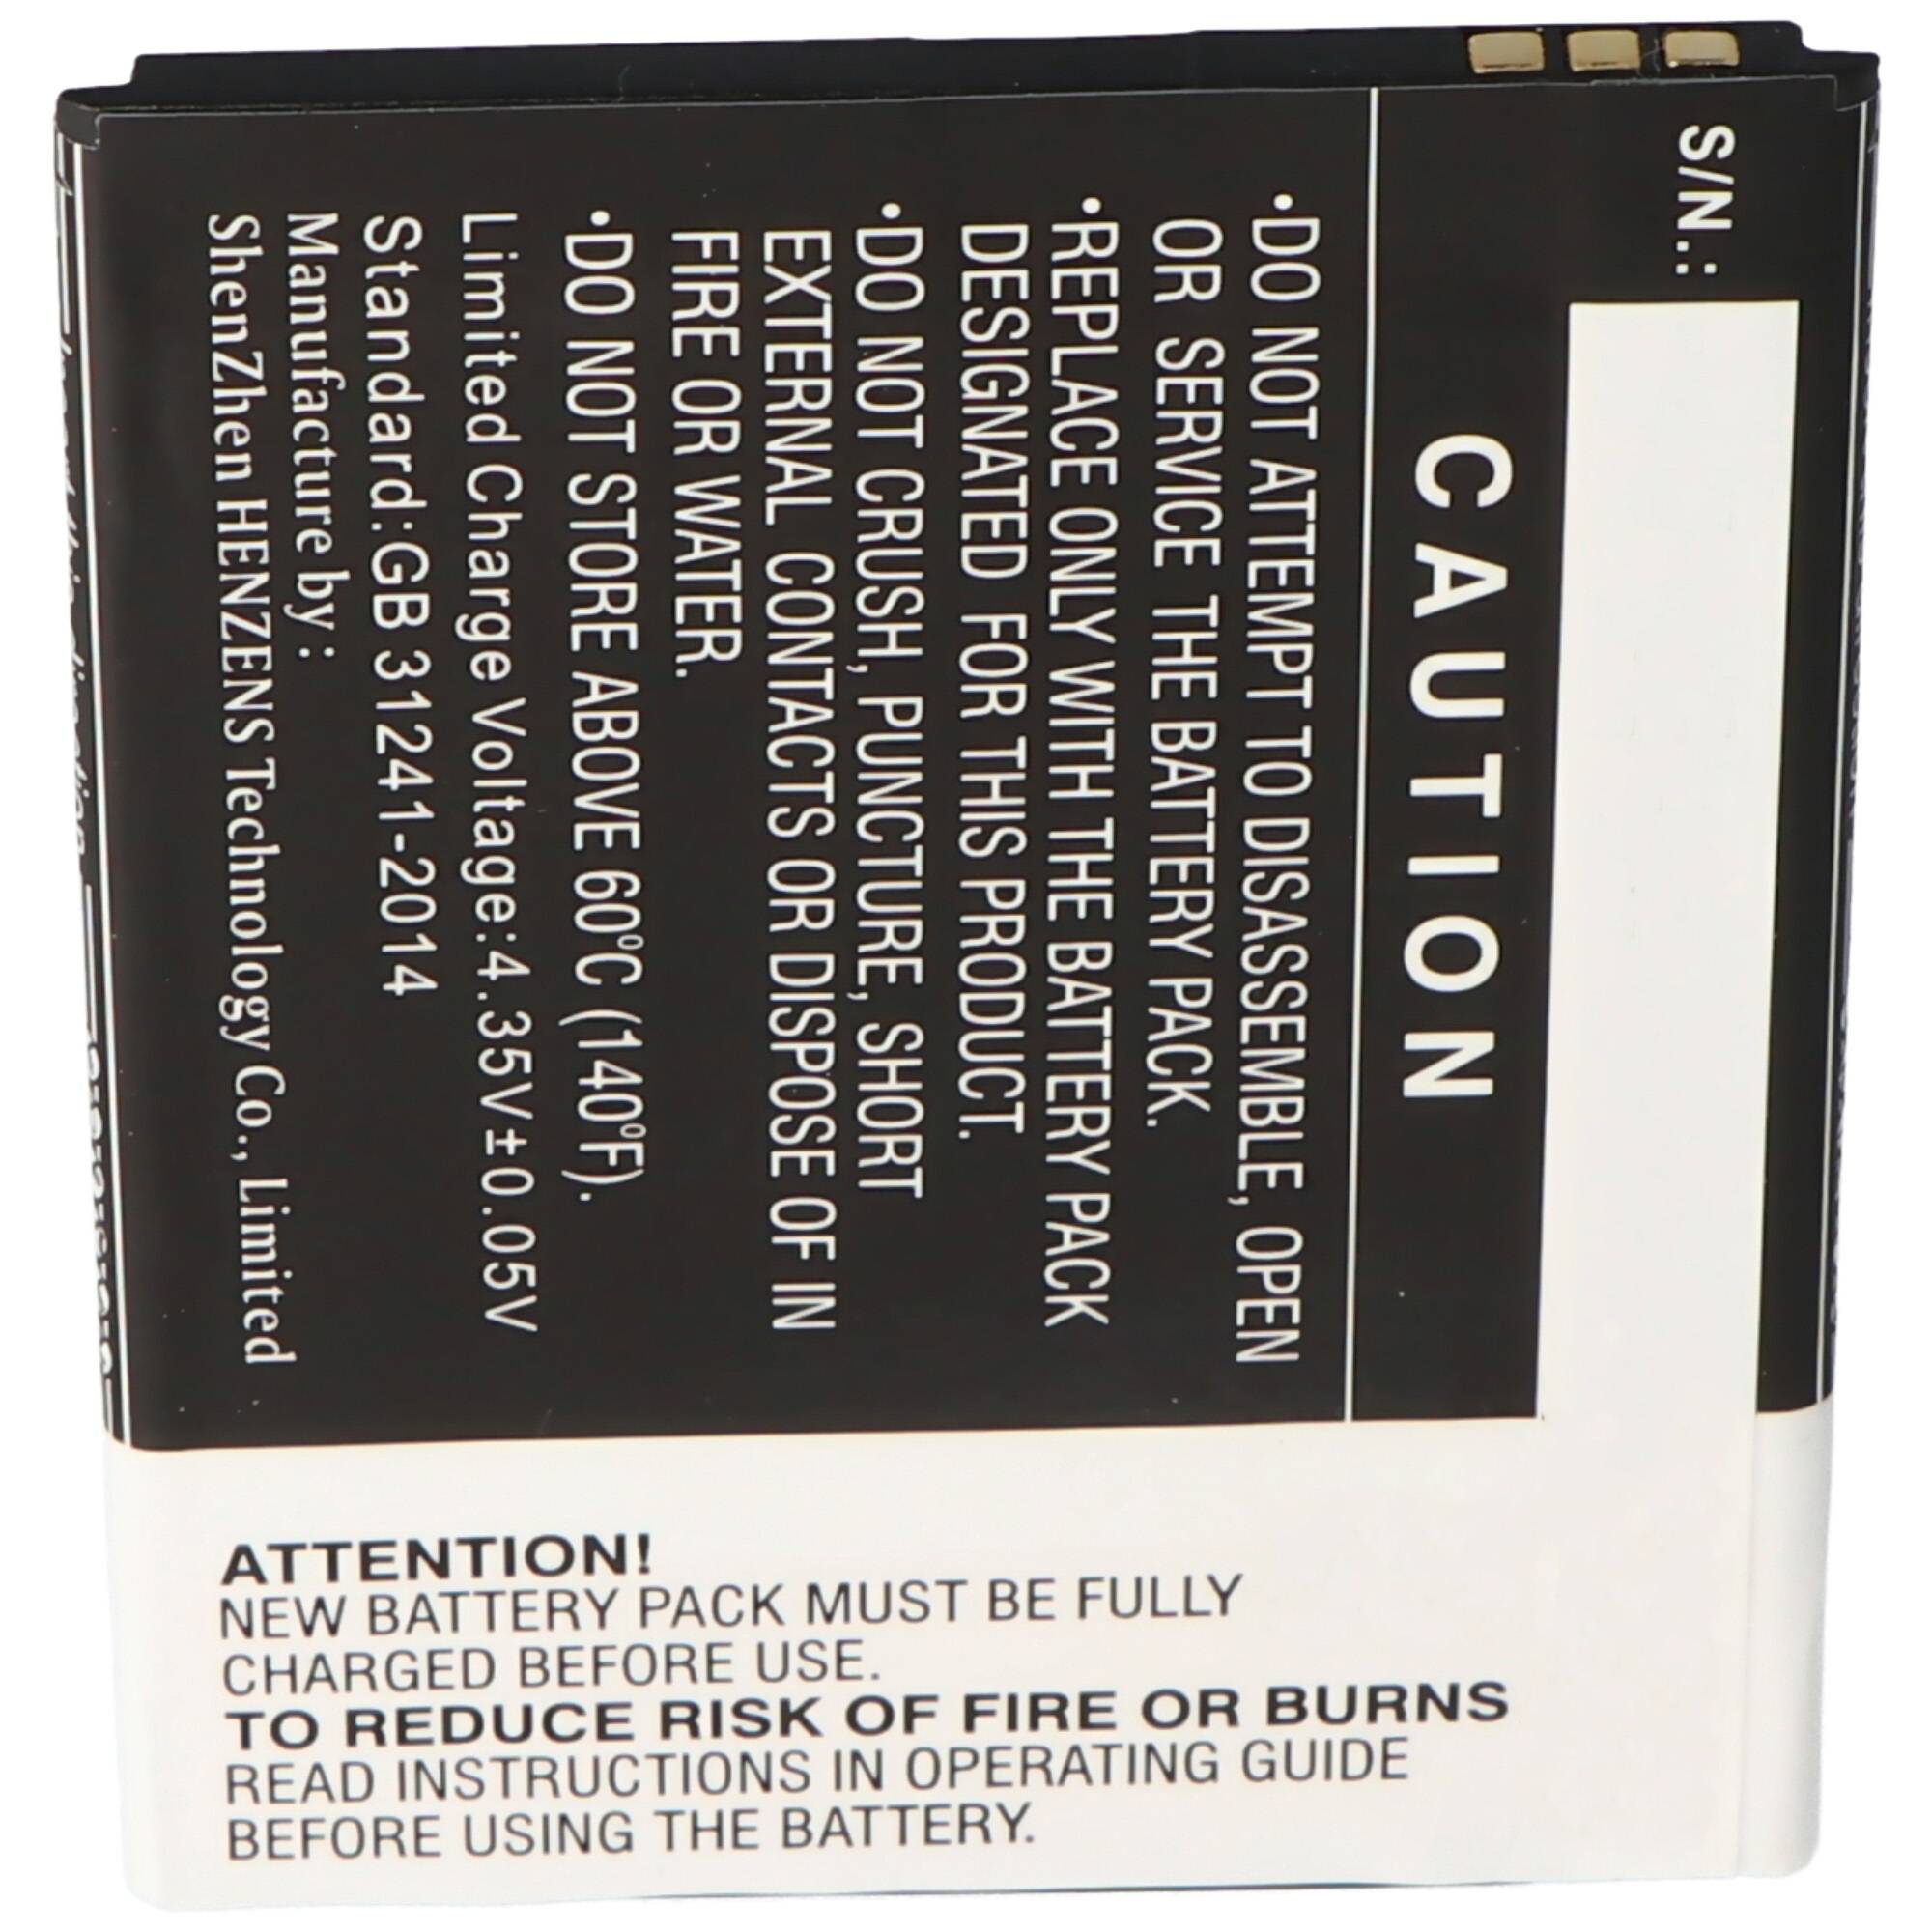 S/N.:
CAUTION
•DO NOT ATTEMPT TO DISASSEMBLE, OPEN
OR SERVICE THE BATTERY PACK.
•REPLACE ONLY WITH THE BATTERY PACK
DESIGNATED FOR THIS PRODUCT.
•DO NOT CRUSH, PUNCTURE, SHORT
EXTERNAL CONTACTS OR DISPOSE OF IN
FIRE OR WATER.
•DO NOT STORE ABOVE 60°C (140°F).
Limited Charge Voltage:4.35V±0.05V
Standard:GB 31241-2014
Manufacture by :
ShenZhen HENZENS Technology Co., Limited
ATTENTION!
NEW BATTERY PACK MUST BE FULLY
CHARGED BEFORE USE.
TO REDUCE RISK OF FIRE OR BURNS
READ INSTRUCTIONS IN OPERATING GUIDE
BEFORE USING THE BATTERY.